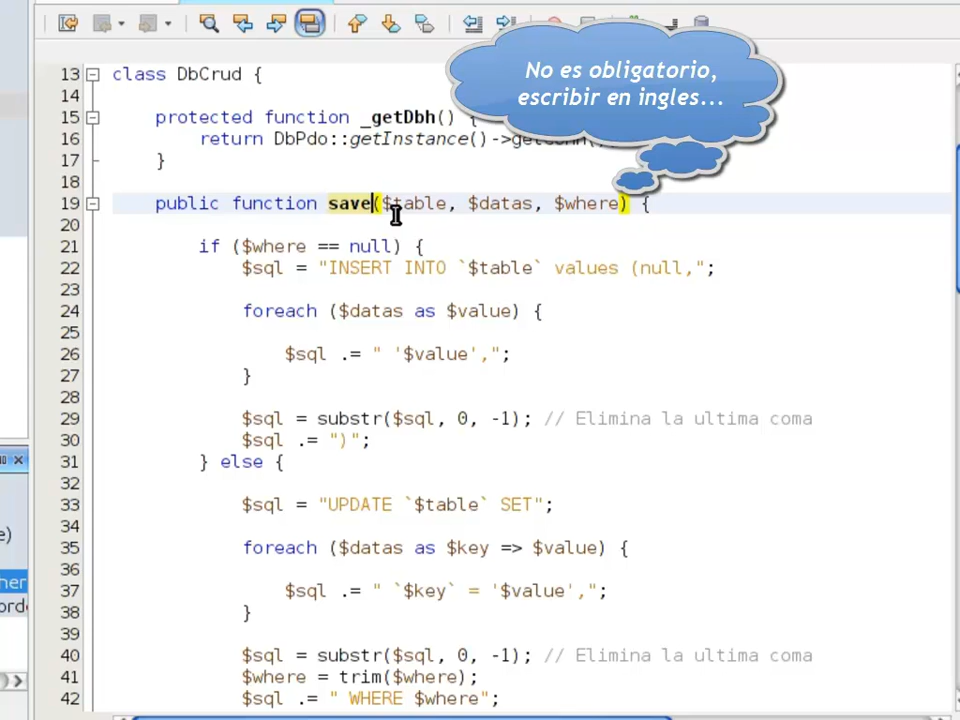 No es obligatorio,
escribir en ingles...
13 class DbCrud {
14
15 protected function _getDbh() {
16 return DbPdo::getInstance()->
17 }
18
19 public function save($table, $datas, $where) {
20
21 if ($where == null) {
22 $sql = "INSERT INTO `$table` values (null,";
23
24 foreach ($datas as $value) {
25
26 $sql .= " '$value',";
27 }
28
29 $sql = substr($sql, 0, -1); // Elimina la ultima coma
30 $sql .= ")";
31 } else {
32
33 $sql = "UPDATE `$table` SET";
34
35 foreach ($datas as $key => $value) {
36
37 $sql .= " `$key` = '$value',";
38 }
39
40 $sql = substr($sql, 0, -1); // Elimina la ultima coma
41 $where = trim($where);
42 $sql .= " WHERE $where";